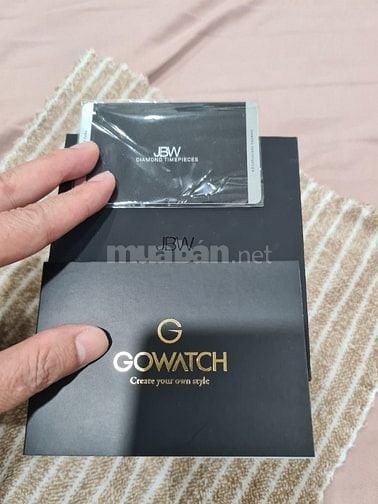 JBW
DIAMOND TIMEPIECES
JBW
muaban.net
GOWATCH
Create your own style